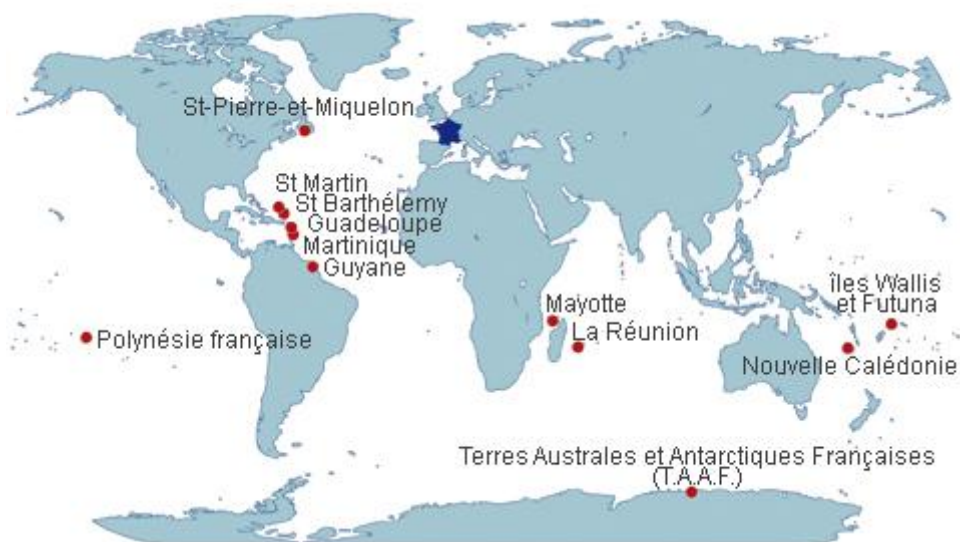 St-Pierre-et-Miquelon
St Martin
St Barthélemy
Guadeloupe
Martinique
Guyane
îles Wallis
et Futuna
Mayotte
La Réunion
Polynésie française
Nouvelle Calédonie
Terres Australes et Antarctiques Françaises
(T.A.A.F.)